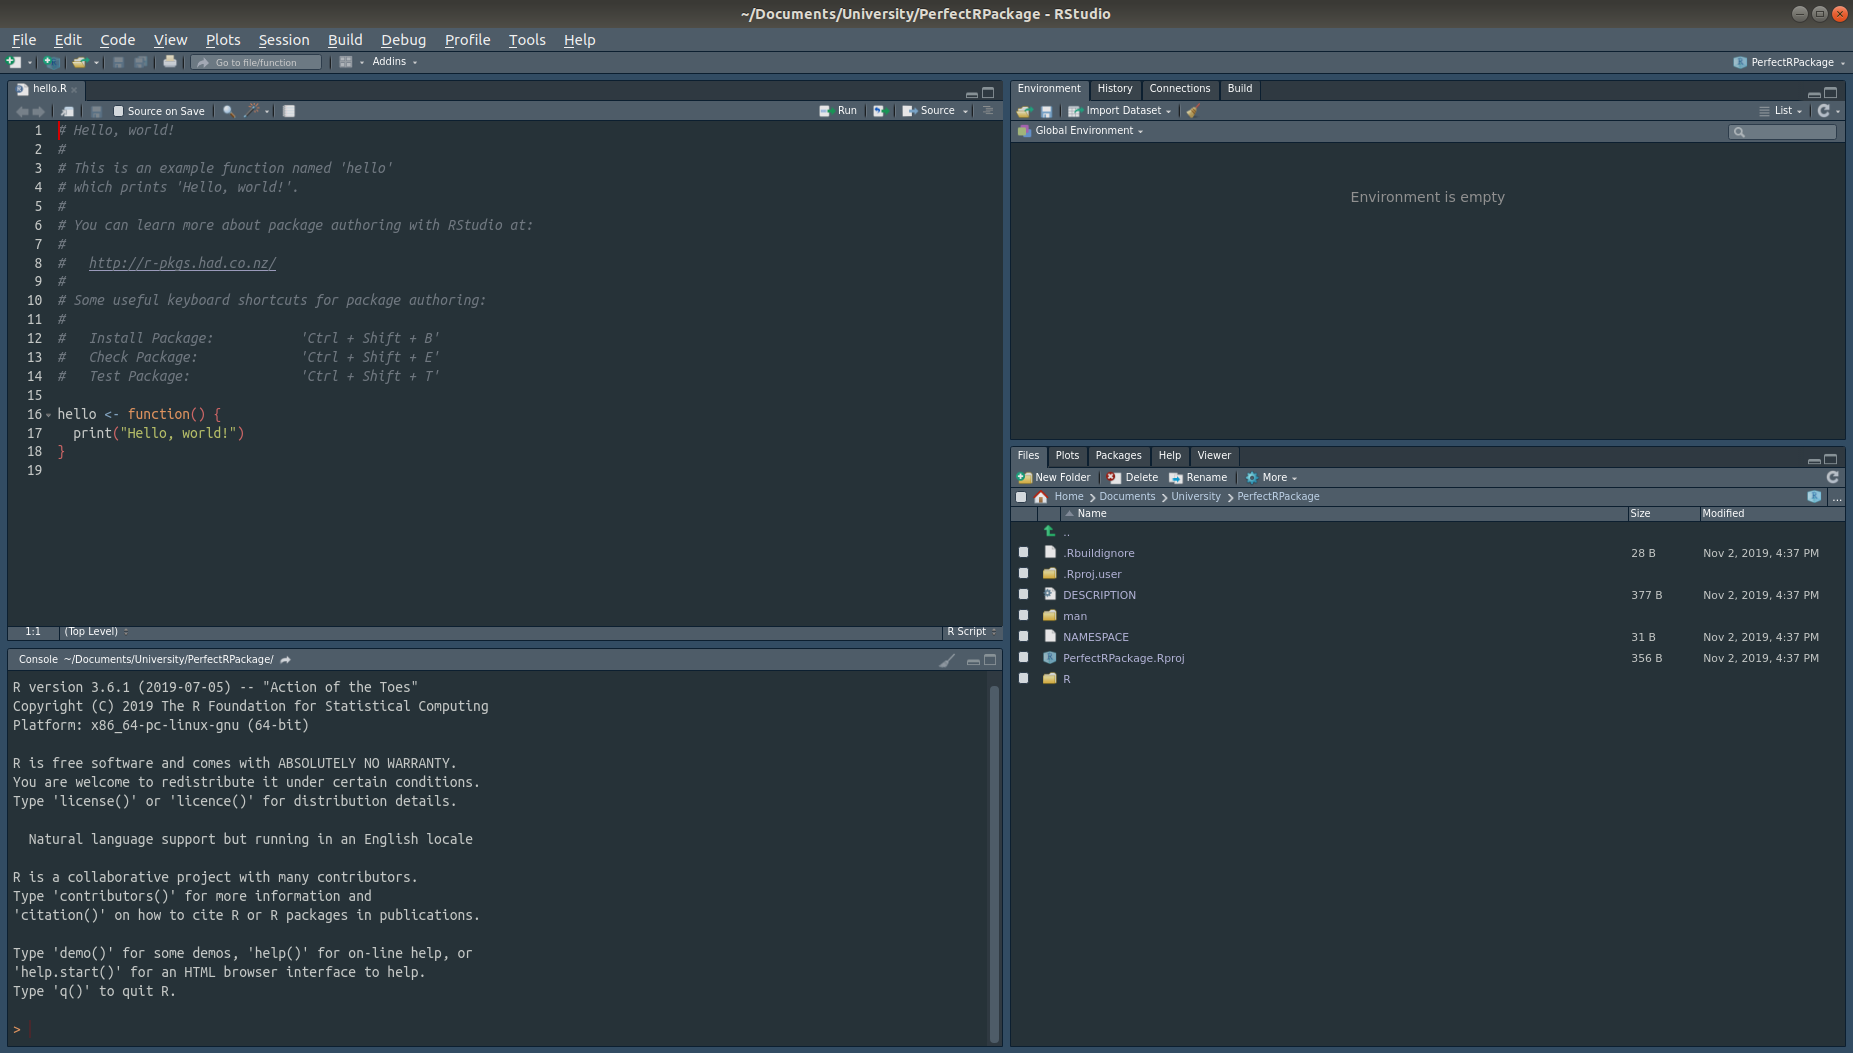 ~/Documents/University/PerfectRPackage - RStudio
File Edit Code View Plots Session Build Debug Profile Tools Help
Go to file/function Addins PerfectRPackage
hello.R
Source on Save Run Source
1 # Hello, world!
2 #
3 # This is an example function named 'hello'
4 # which prints 'Hello, world!'.
5 #
6 # You can learn more about package authoring with RStudio at:
7 #
8 #   http://r-pkgs.had.co.nz/
9 #
10 # Some useful keyboard shortcuts for package authoring:
11 #
12 #   Install Package:           'Ctrl + Shift + B'
13 #   Check Package:             'Ctrl + Shift + E'
14 #   Test Package:              'Ctrl + Shift + T'
15
16 hello <- function() {
17   print("Hello, world!")
18 }
19
1:1 (Top Level) R Script
Console ~/Documents/University/PerfectRPackage/
R version 3.6.1 (2019-07-05) -- "Action of the Toes"
Copyright (C) 2019 The R Foundation for Statistical Computing
Platform: x86_64-pc-linux-gnu (64-bit)
R is free software and comes with ABSOLUTELY NO WARRANTY.
You are welcome to redistribute it under certain conditions.
Type 'license()' or 'licence()' for distribution details.
Natural language support but running in an English locale
R is a collaborative project with many contributors.
Type 'contributors()' for more information and
'citation()' on how to cite R or R packages in publications.
Type 'demo()' for some demos, 'help()' for on-line help, or
'help.start()' for an HTML browser interface to help.
Type 'q()' to quit R.
>
Environment History Connections Build
Import Dataset List
Global Environment
Environment is empty
Files Plots Packages Help Viewer
New Folder Delete Rename More
Home Documents University PerfectRPackage ...
Name Size Modified
..
.Rbuildignore 28 B Nov 2, 2019, 4:37 PM
.Rproj.user
DESCRIPTION 377 B Nov 2, 2019, 4:37 PM
man
NAMESPACE 31 B Nov 2, 2019, 4:37 PM
PerfectRPackage.Rproj 356 B Nov 2, 2019, 4:37 PM
R